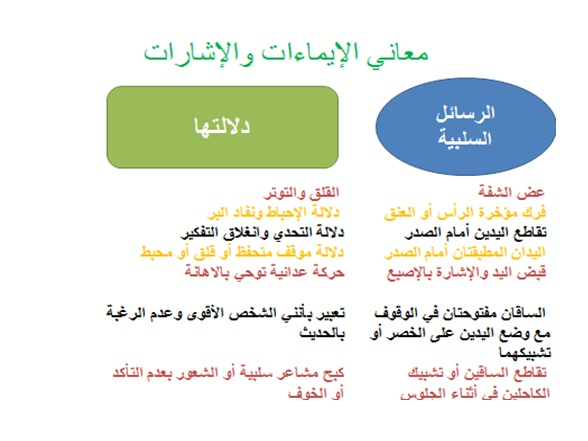 معاني الإيماءات والإشارات
الرسائل
السلبية
دلالتها
عض الشفة
القلق والتوتر
فرك مؤخرة الرأس أو العنق
دلالة الإحباط ونفاد البر
تقاطع اليدين أمام الصدر
دلالة التحدي وانغلاق التفكير
اليدان المطبقتان أمام الصدر
دلالة موقف متحفظ أو قلق أو محبط
قبض اليد والإشارة بالإصبع
حركة عدائية توحي بالاهانة
الساقان مفتوحتان في الوقوف
مع وضع اليدين على الخصر أو
تشبيكهما
تعبير بأنني الشخص الأقوى وعدم الرغبة
بالحديث
تقاطع الساقين أو تشبيك
الكاحلين في أثناء الجلوس
كبح مشاعر سلبية أو الشعور بعدم التأكد
أو الخوف